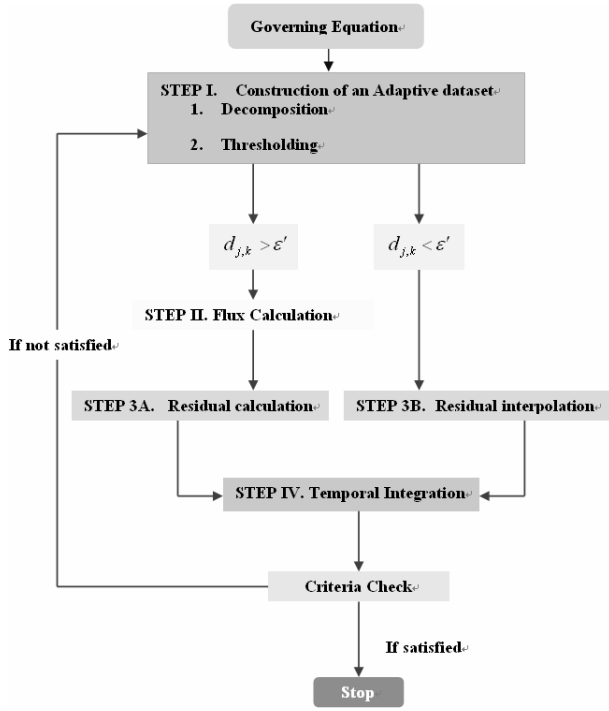 Governing Equation
STEP I. Construction of an Adaptive dataset
1. Decomposition
2. Thresholding
d_{j,k} > ε′
d_{j,k} < ε′
STEP II. Flux Calculation
If not satisfied
STEP 3A. Residual calculation
STEP 3B. Residual interpolation
STEP IV. Temporal Integration
Criteria Check
If satisfied
Stop